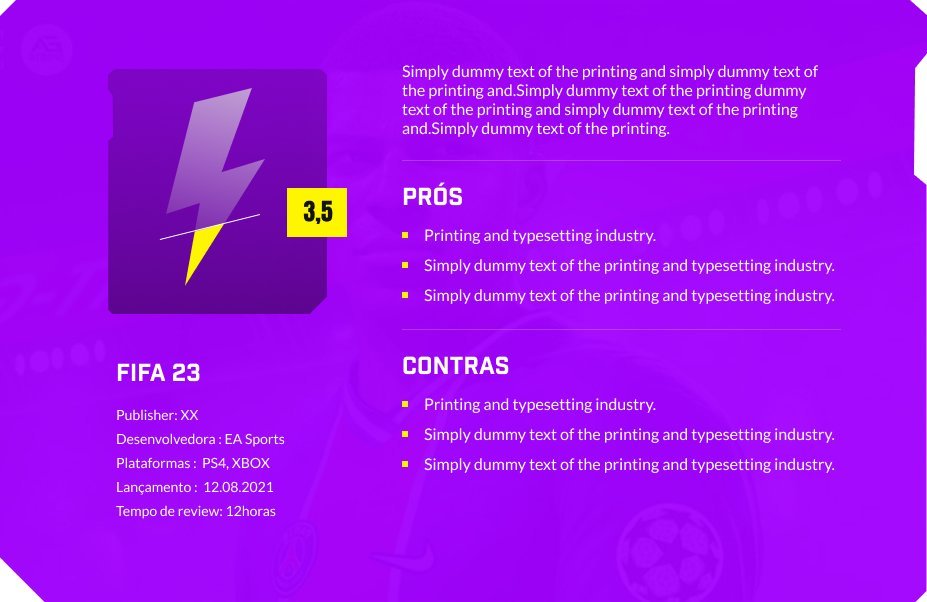 3,5
FIFA 23
Publisher: XX
Desenvolvedora : EA Sports
Plataformas : PS4, XBOX
Lançamento : 12.08.2021
Tempo de review: 12horas
Simply dummy text of the printing and simply dummy text of
the printing and.Simply dummy text of the printing dummy
text of the printing and simply dummy text of the printing
and.Simply dummy text of the printing.
PRÓS
Printing and typesetting industry.
Simply dummy text of the printing and typesetting industry.
Simply dummy text of the printing and typesetting industry.
CONTRAS
Printing and typesetting industry.
Simply dummy text of the printing and typesetting industry.
Simply dummy text of the printing and typesetting industry.